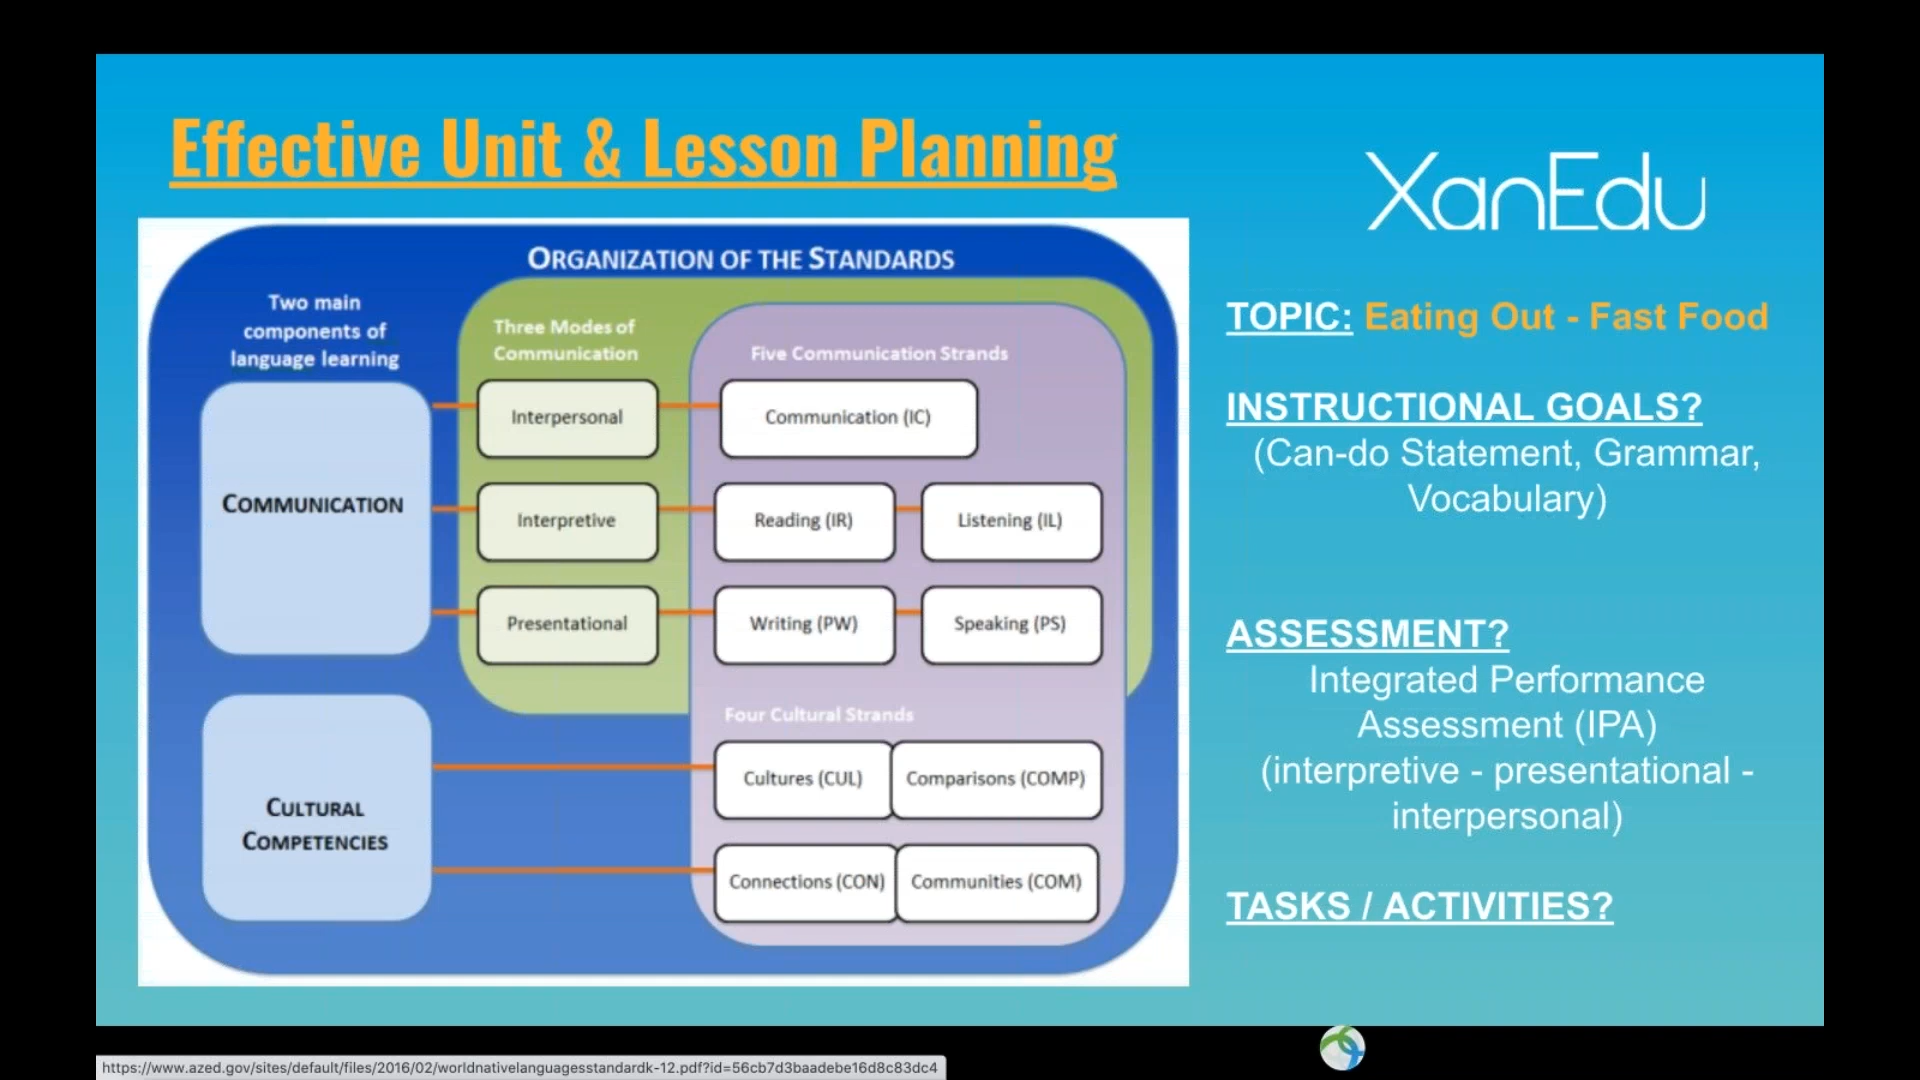 Effective Unit & Lesson Planning
XanEdu
ORGANIZATION OF THE STANDARDS
Two main
components of
language learning
Three Modes of
Communication
Five Communication Strands
Interpersonal
Communication (IC)
COMMUNICATION
Interpretive
Reading (IR)
Listening (IL)
Presentational
Writing (PW)
Speaking (PS)
Four Cultural Strands
CULTURAL
COMPETENCIES
Cultures (CUL)
Comparisons (COMP)
Connections (CON)
Communities (COM)
TOPIC: Eating Out - Fast Food
INSTRUCTIONAL GOALS?
(Can-do Statement, Grammar,
Vocabulary)
ASSESSMENT?
Integrated Performance
Assessment (IPA)
(interpretive - presentational -
interpersonal)
TASKS / ACTIVITIES?
https://www.azed.gov/sites/default/files/2016/02/worldnativelanguagesstandardk-12.pdf?id=56cb7d3baadebe16d8c83dc4